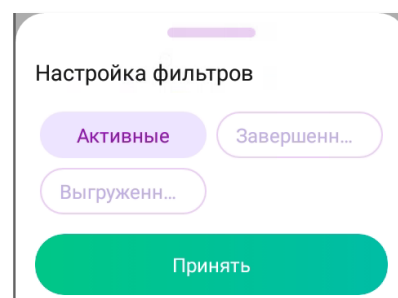 Настройка фильтров
Активные
Завершенн...
Выгруженн...
Принять